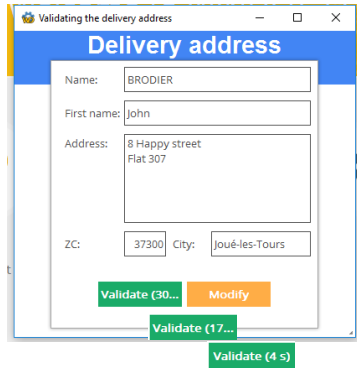 Validating the delivery address
Delivery address
Name: BRODIER
First name: John
Address: 8 Happy street
Flat 307
ZC: 37300 City: Joué-les-Tours
Validate (30... Modify
Validate (17...
Validate (4 s)